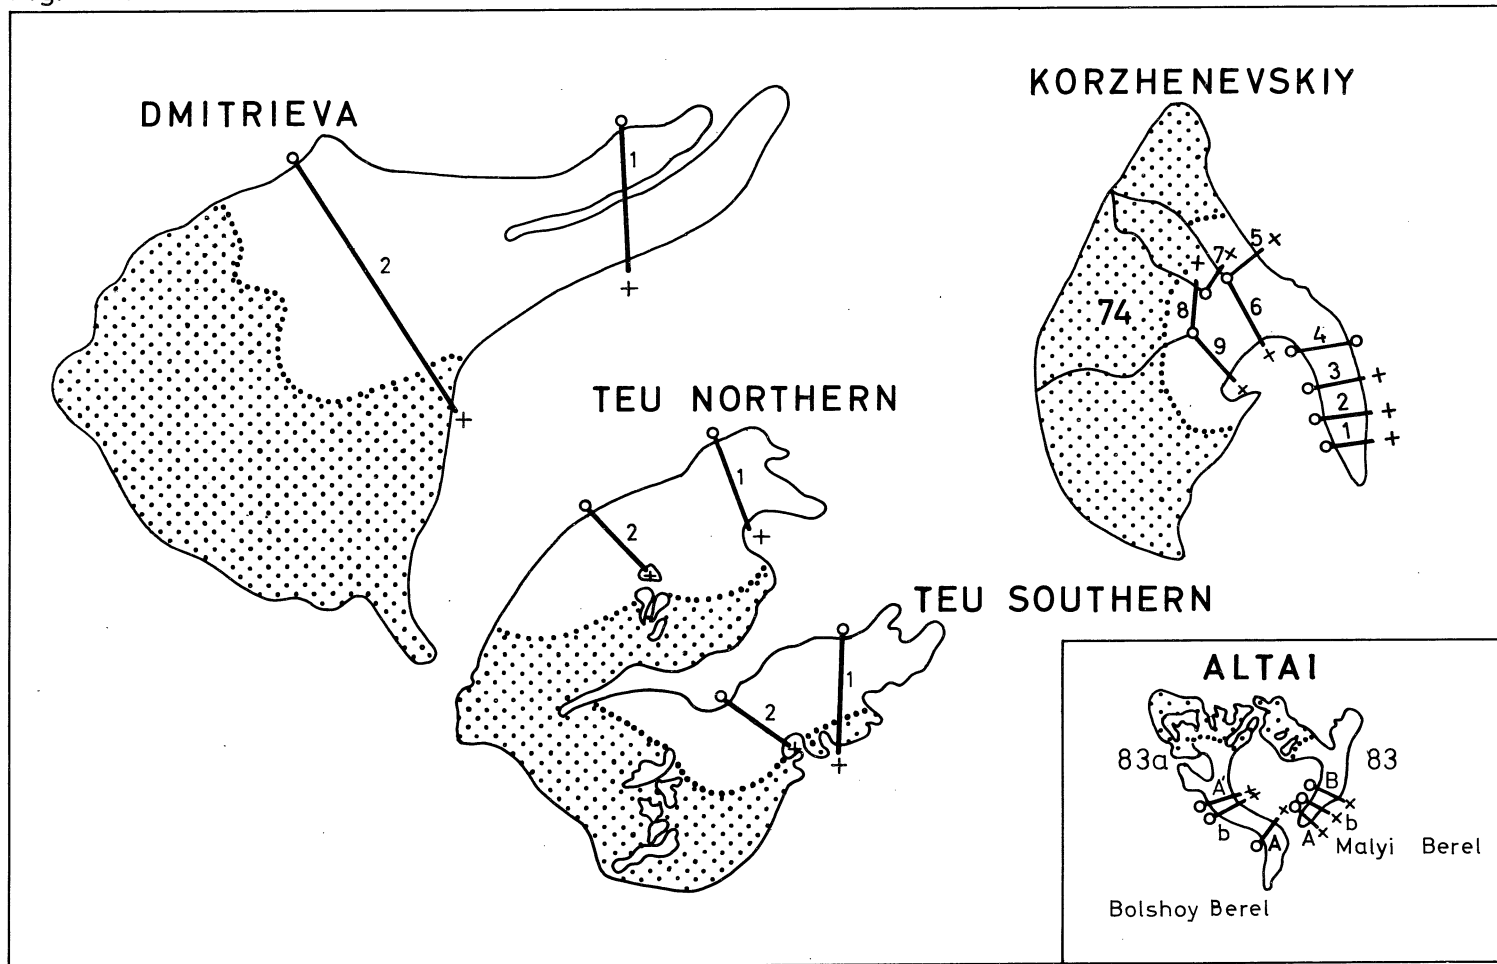 DMITRIEVA
1
2
KORZHENEVSKIY
5
7
74
8
6
9
4
3
2
1
TEU NORTHERN
1
2
TEU SOUTHERN
1
2
ALTAI
83a
83
A'
B
b
b
A
A
Malyi Berel
Bolshoy Berel